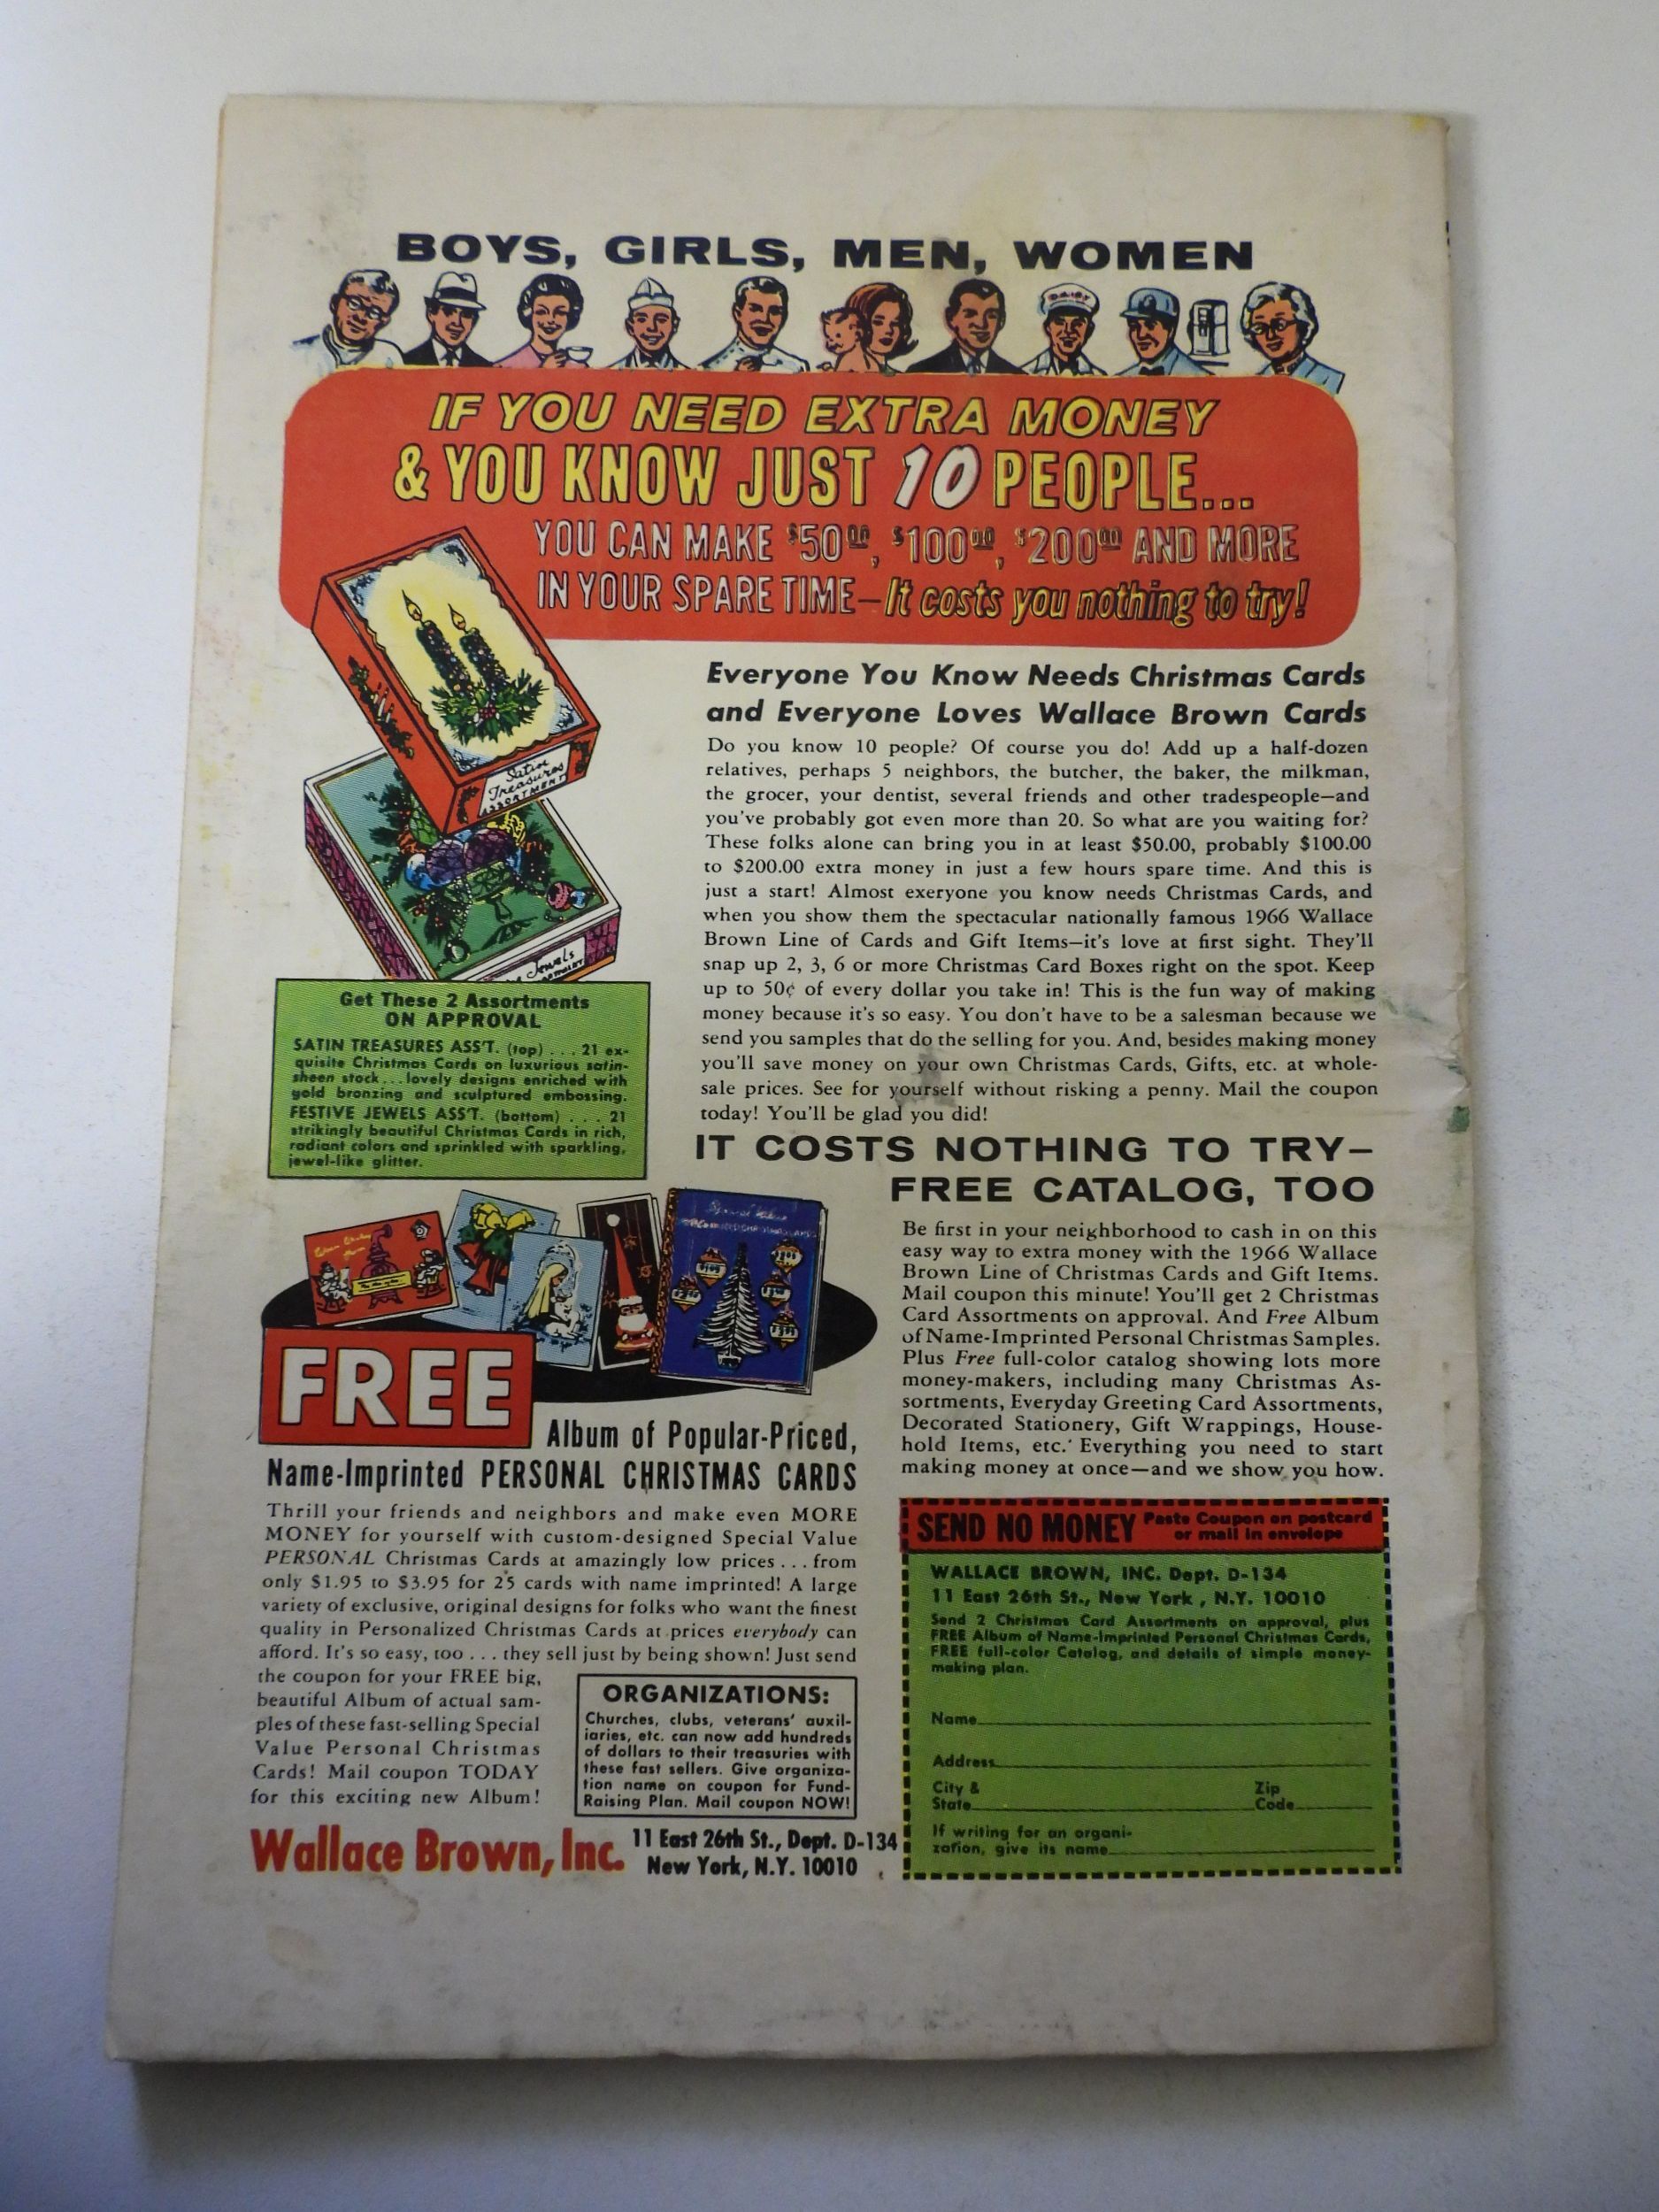 BOYS, GIRLS, MEN, WOMEN
DAIRY
IF YOU NEED EXTRA MONEY
& YOU KNOW JUST 10 PEOPLE...
YOU CAN MAKE $50⁰⁰, $100⁰⁰, $200⁰⁰ AND MORE
IN YOUR SPARE TIME—It costs you nothing to try!
Satin
Treasures
ASSORTMENT
Jewels
Get These 2 Assortments
ON APPROVAL
SATIN TREASURES ASS'T. (top) . . . 21 ex-
quisite Christmas Cards on luxurious satin-
sheen stock...lovely designs enriched with
gold bronzing and sculptured embossing.
FESTIVE JEWELS ASS'T. (bottom) . . . 21
strikingly beautiful Christmas Cards in rich,
radiant colors and sprinkled with sparkling,
jewel-like glitter.
Everyone You Know Needs Christmas Cards
and Everyone Loves Wallace Brown Cards
Do you know 10 people? Of course you do! Add up a half-dozen
relatives, perhaps 5 neighbors, the butcher, the baker, the milkman,
the grocer, your dentist, several friends and other tradespeople—and
you've probably got even more than 20. So what are you waiting for?
These folks alone can bring you in at least $50.00, probably $100.00
to $200.00 extra money in just a few hours spare time. And this is
just a start! Almost exeryone you know needs Christmas Cards, and
when you show them the spectacular nationally famous 1966 Wallace
Brown Line of Cards and Gift Items—it's love at first sight. They'll
snap up 2, 3, 6 or more Christmas Card Boxes right on the spot. Keep
up to 50¢ of every dollar you take in! This is the fun way of making
money because it's so easy. You don't have to be a salesman because we
send you samples that do the selling for you. And, besides making money
you'll save money on your own Christmas Cards, Gifts, etc. at whole-
sale prices. See for yourself without risking a penny. Mail the coupon
today! You'll be glad you did!
IT COSTS NOTHING TO TRY—
FREE CATALOG, TOO
Be first in your neighborhood to cash in on this
easy way to extra money with the 1966 Wallace
Brown Line of Christmas Cards and Gift Items.
Mail coupon this minute! You'll get 2 Christmas
Card Assortments on approval. And Free Album
of Name-Imprinted Personal Christmas Samples.
Plus Free full-color catalog showing lots more
money-makers, including many Christmas As-
sortments, Everyday Greeting Card Assortments,
Decorated Stationery, Gift Wrappings, House-
hold Items, etc. Everything you need to start
making money at once—and we show you how.
FREE
Album of Popular-Priced,
Name-Imprinted PERSONAL CHRISTMAS CARDS
Thrill your friends and neighbors and make even MORE
MONEY for yourself with custom-designed Special Value
PERSONAL Christmas Cards at amazingly low prices . . . from
only $1.95 to $3.95 for 25 cards with name imprinted! A large
variety of exclusive, original designs for folks who want the finest
quality in Personalized Christmas Cards at prices everybody can
afford. It's so easy, too . . . they sell just by being shown! Just send
the coupon for your FREE big,
beautiful Album of actual sam-
ples of these fast-selling Special
Value Personal Christmas
Cards! Mail coupon TODAY
for this exciting new Album!
ORGANIZATIONS:
Churches, clubs, veterans' auxil-
iaries, etc. can now add hundreds
of dollars to their treasuries with
these fast sellers. Give organiza-
tion name on coupon for Fund-
Raising Plan. Mail coupon NOW!
Wallace Brown, Inc.
11 East 26th St., Dept. D-134
New York, N.Y. 10010
SEND NO MONEY
Paste Coupon on postcard
or mail in envelope
WALLACE BROWN, INC. Dept. D-134
11 East 26th St., New York, N.Y. 10010
Send 2 Christmas Card Assortments on approval, plus
FREE Album of Name-Imprinted Personal Christmas Cards,
FREE full-color Catalog, and details of simple money-
making plan.
Name
Address
City & Zip
State Code
If writing for an organi-
zation, give its name